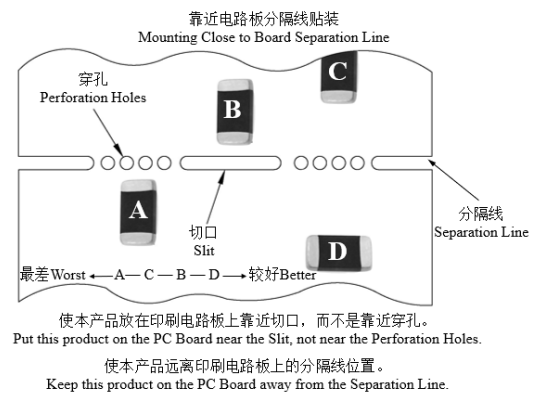 靠近电路板分隔线贴装
Mounting Close to Board Separation Line
C
穿孔
Perforation Holes
B
A
切口
Slit
分隔线
Separation Line
D
最差Worst A — C — B — D 较好Better
使本产品放在印刷电路板上靠近切口，而不是靠近穿孔。
Put this product on the PC Board near the Slit, not near the Perforation Holes.
使本产品远离印刷电路板上的分隔线位置。
Keep this product on the PC Board away from the Separation Line.